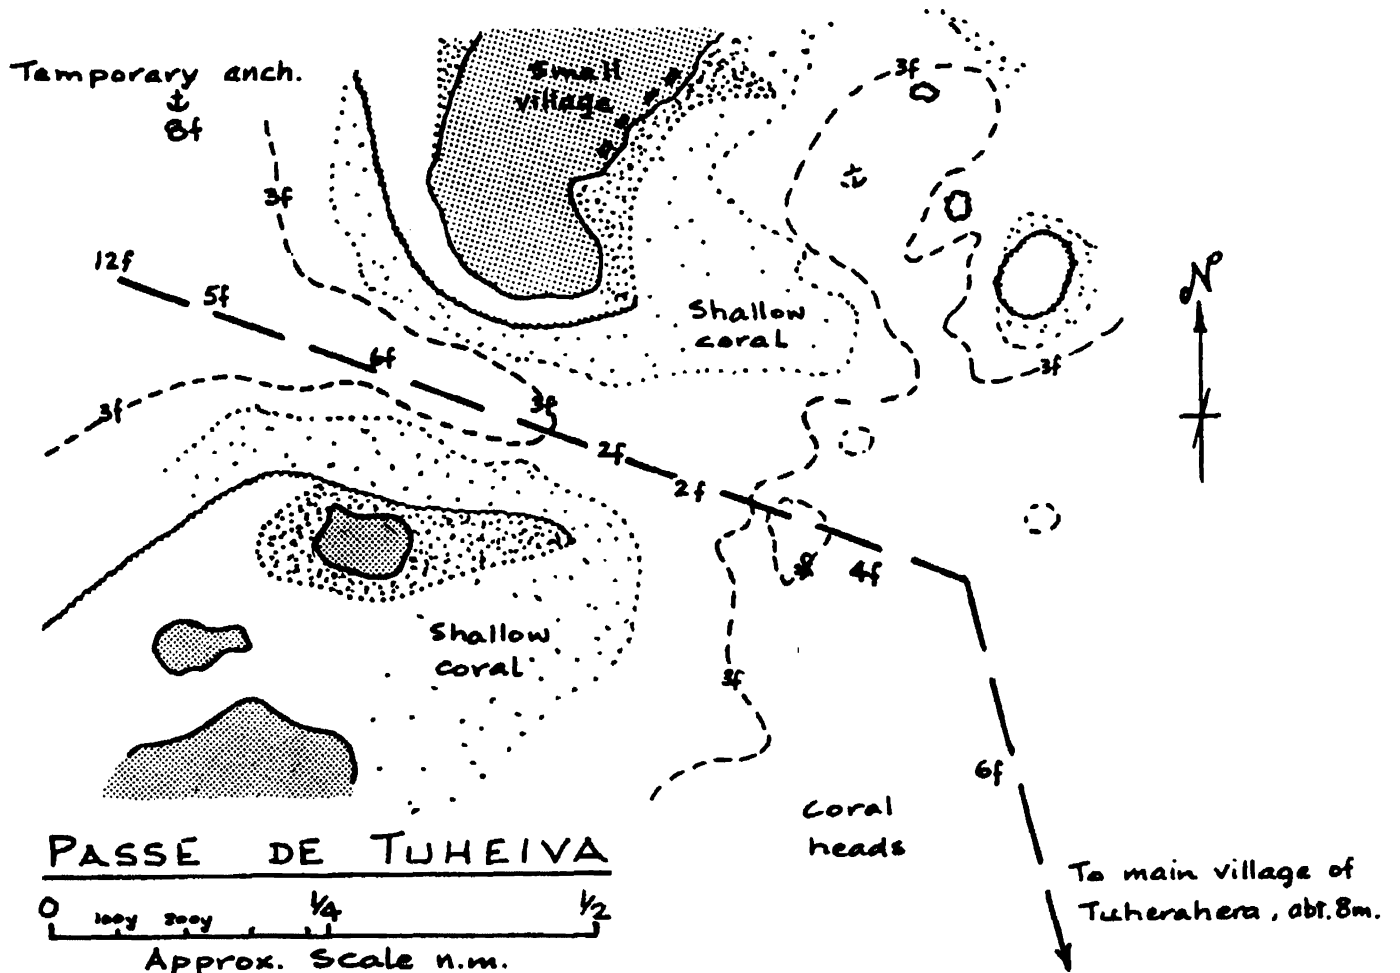 Temporary anch.
8f
Small
village
3f
3f
12f
5f
Shallow
coral
N
6f
3f
3f
3f
2f
2f
4f
Shallow
coral
3f
6f
Coral
heads
PASSE DE TUHEIVA
To main village of
Tuherahera, abt. 8m.
0 100y 200y 1/4 1/2
Approx. Scale n.m.